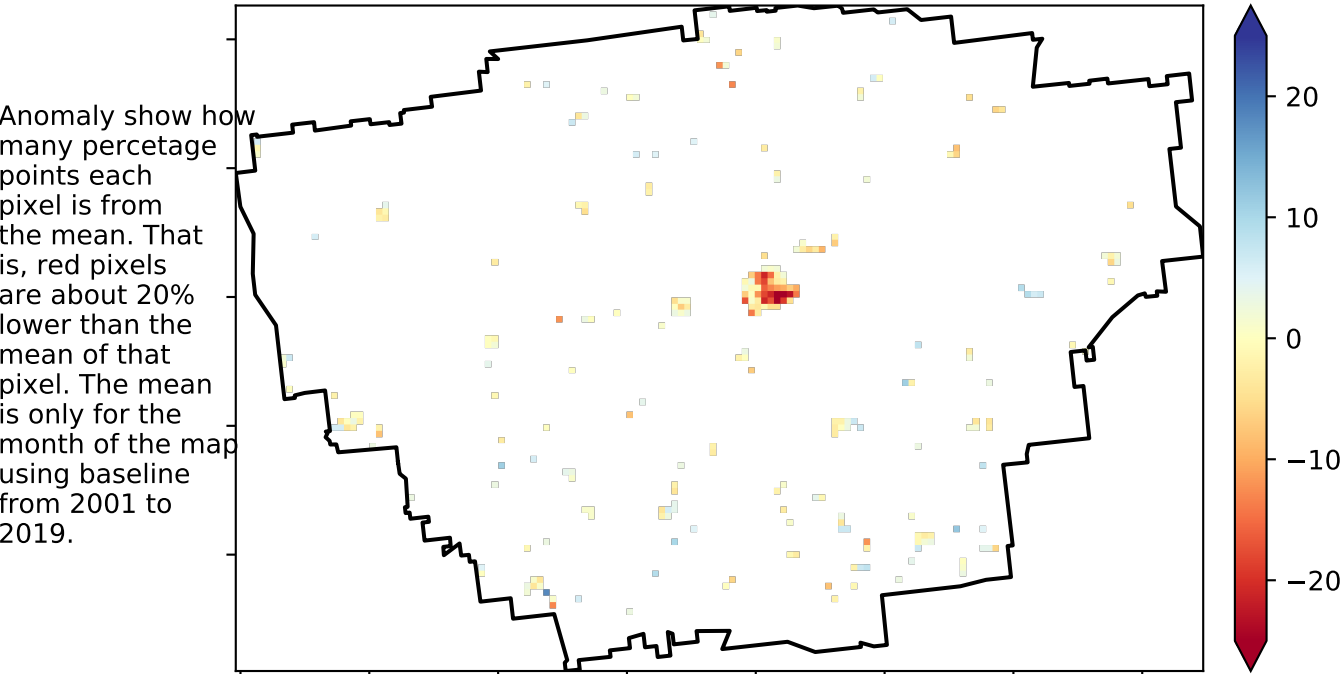 Anomaly show how
many percetage
points each
pixel is from
the mean. That
is, red pixels
are about 20%
lower than the
mean of that
pixel. The mean
is only for the
month of the map
using baseline
from 2001 to
2019.
20
10
0
−10
−20